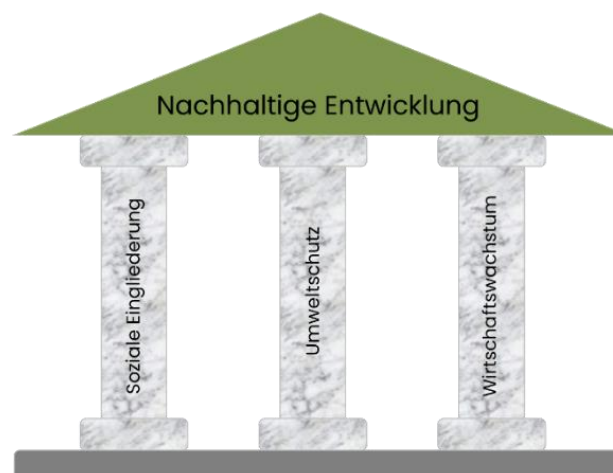 Nachhaltige Entwicklung
Soziale Eingliederung
Umweltschutz
Wirtschaftswachstum